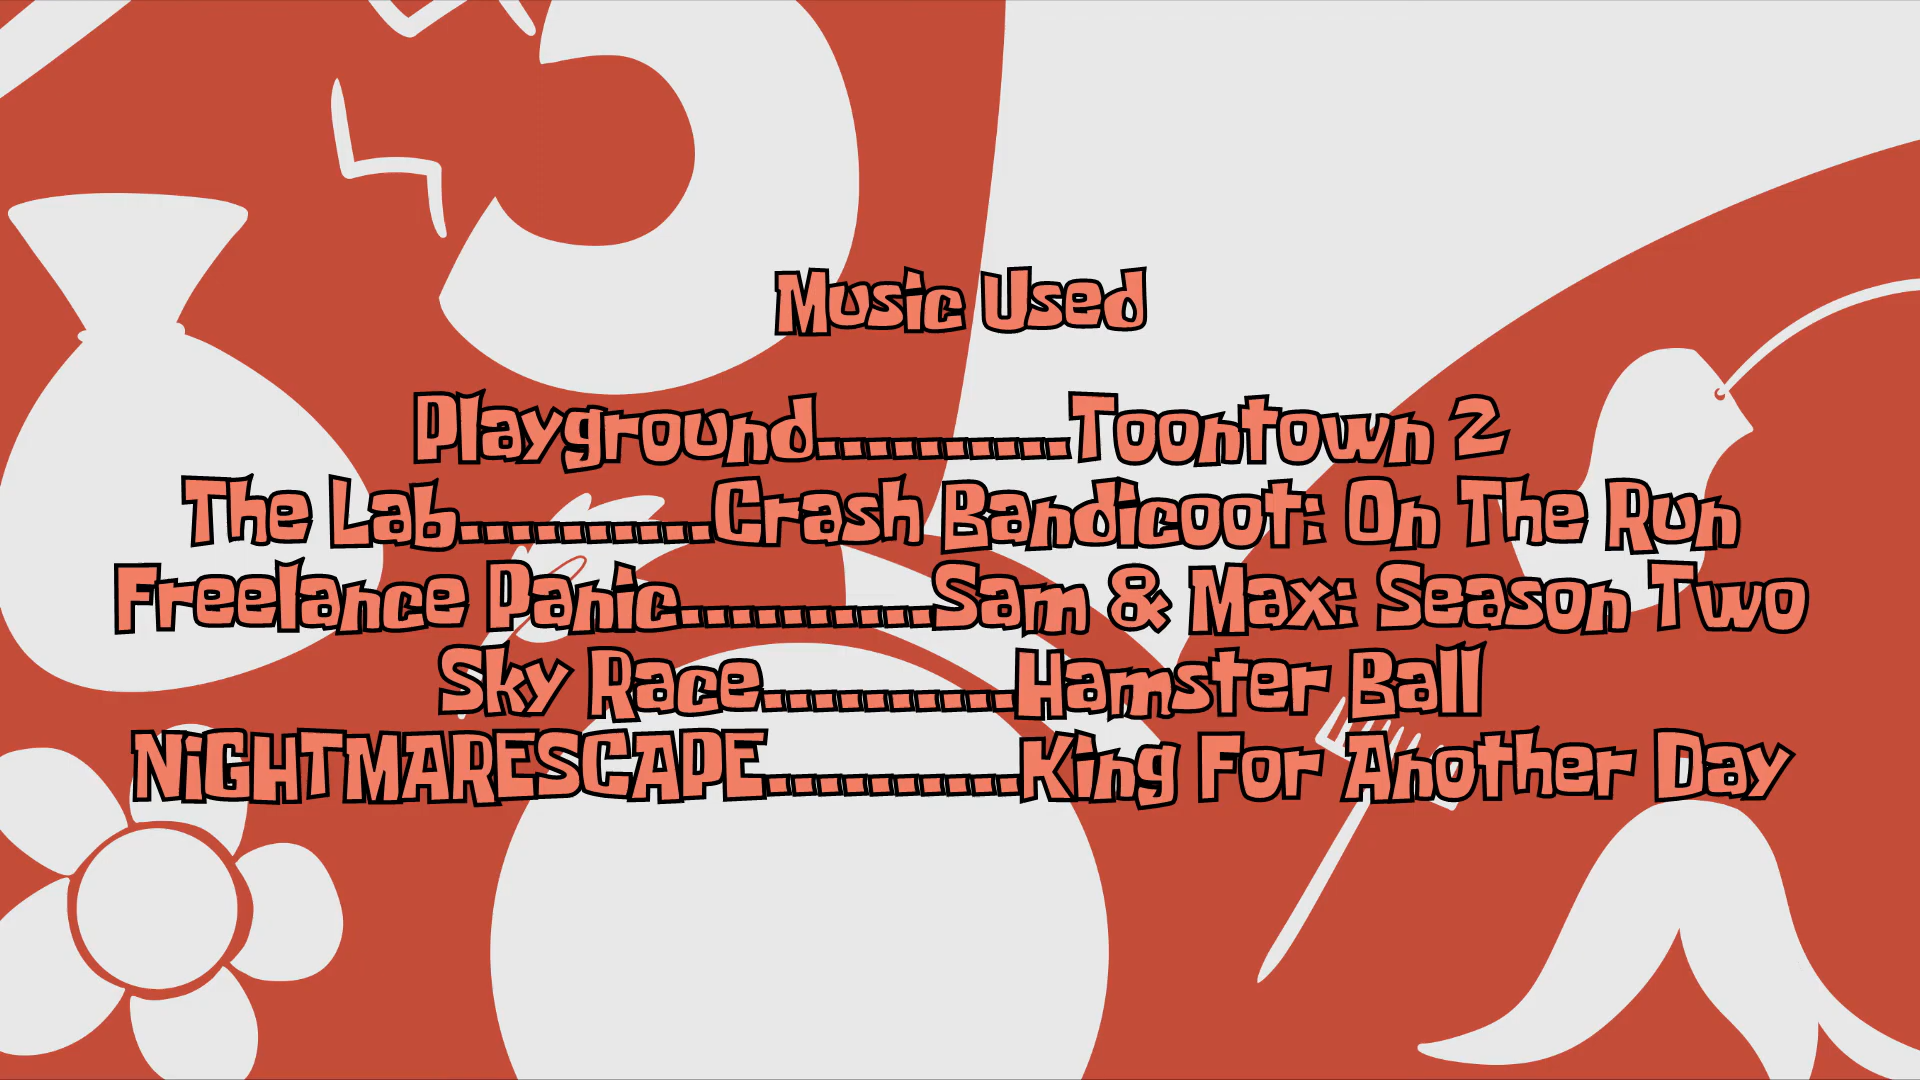 Music Used
Playground..........Toontown 2
The Lab..........Crash Bandicoot: On The Run
Freelance Panic..........Sam & Max: Season Two
Sky Race..........Hamster Ball
NiGHTMARESCAPE..........King For Another Day